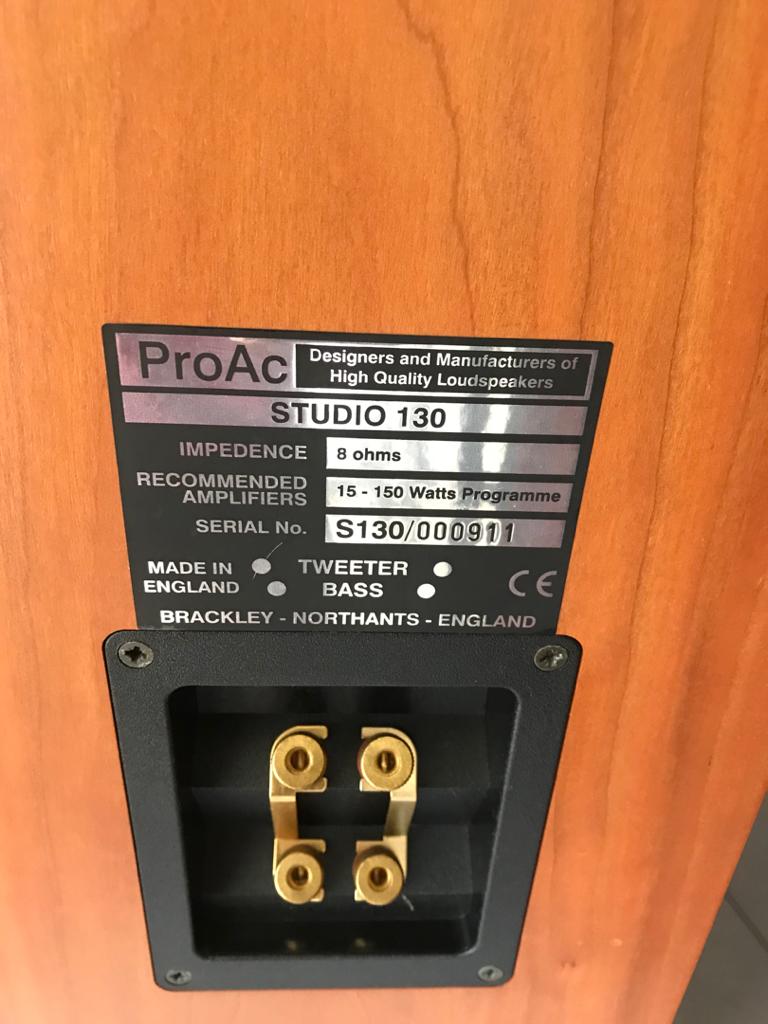 ProAc
Designers and Manufacturers of
High Quality Loudspeakers
STUDIO 130
IMPEDENCE 8 ohms
RECOMMENDED
AMPLIFIERS
15 - 150 Watts Programme
SERIAL No. S130/000911
MADE IN
ENGLAND
TWEETER
BASS
CE
BRACKLEY - NORTHANTS - ENGLAND